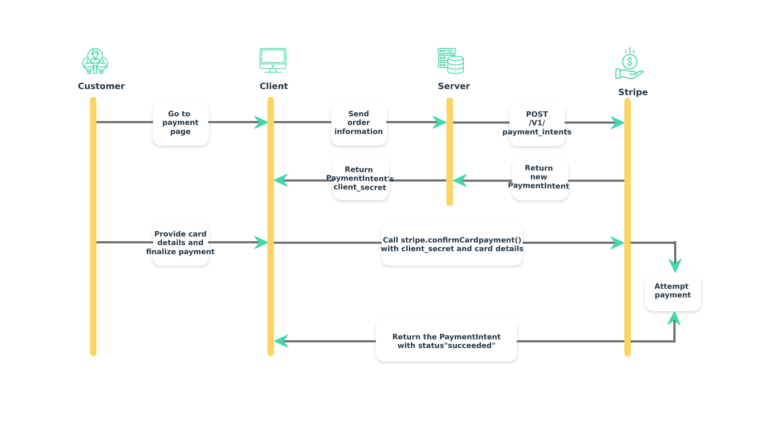 Customer
Client
Server
Stripe
Go to
payment
page
Send
order
information
POST
/V1/
payment_intents
Return
PaymentIntent's
client_secret
Return
new
PaymentIntent
Provide card
details and
finalize payment
Call stripe.confirmCardpayment()
with client_secret and card details
Attempt
payment
Return the PaymentIntent
with status"succeeded"